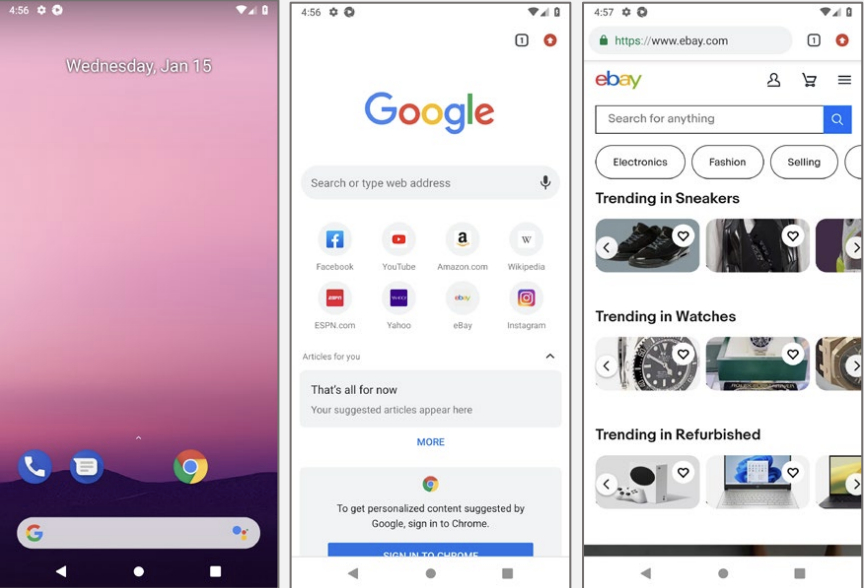 4:56
Wednesday, Jan 15
4:56
1
Google
Search or type web address
Facebook
YouTube
Amazon.com
Wikipedia
ESPN.com
Yahoo
eBay
Instagram
Articles for you
That's all for now
Your suggested articles appear here
MORE
To get personalized content suggested by
Google, sign in to Chrome.
SIGN IN TO CHROME
4:57
https://www.ebay.com
1
ebay
Search for anything
Electronics
Fashion
Selling
Trending in Sneakers
Trending in Watches
Trending in Refurbished